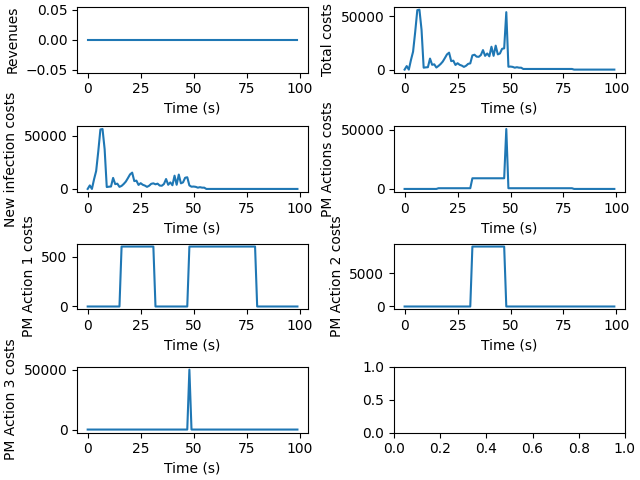 Revenues
0.05
0.00
−0.05
0 25 50 75 100
Time (s)
Total costs
50000
0
0 25 50 75 100
Time (s)
New infection costs
50000
0
0 25 50 75 100
Time (s)
PM Actions costs
50000
0
0 25 50 75 100
Time (s)
PM Action 1 costs
500
0
0 25 50 75 100
Time (s)
PM Action 2 costs
5000
0
0 25 50 75 100
Time (s)
PM Action 3 costs
50000
0
0 25 50 75 100
Time (s)
1.0
0.5
0.0
0.0 0.2 0.4 0.6 0.8 1.0